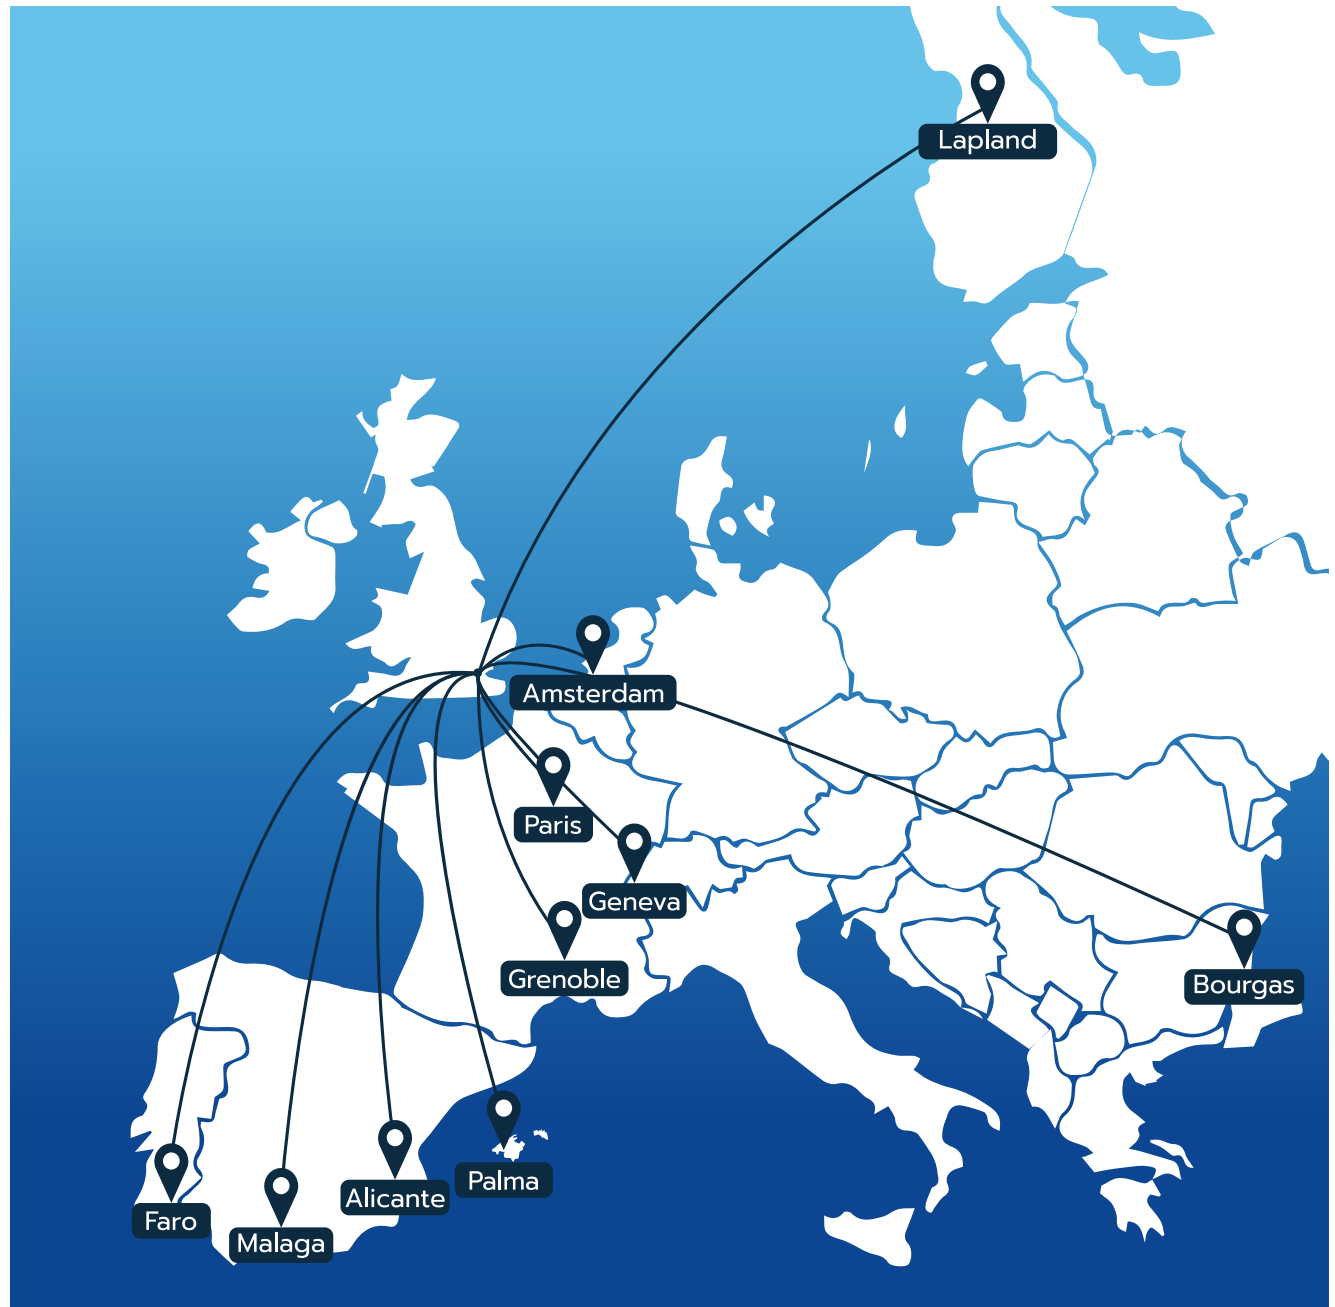 Lapland
Amsterdam
Paris
Geneva
Grenoble
Bourgas
Palma
Alicante
Faro
Malaga